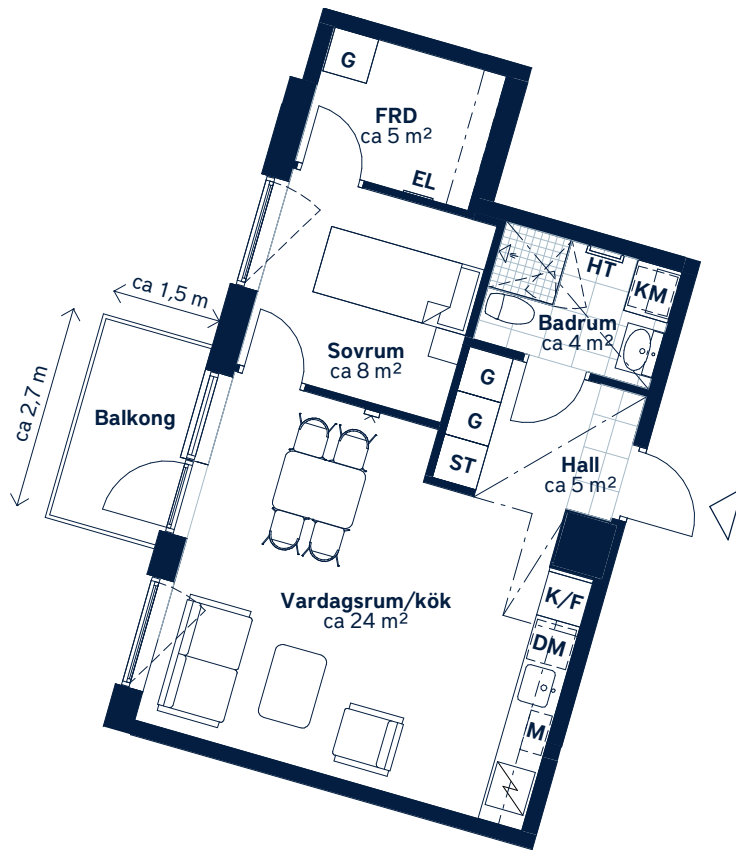 G
FRD
ca 5 m²
EL
HT
KM
Badrum
ca 4 m²
ca 1,5 m
Sovrum
ca 8 m²
ca 2,7 m
Balkong
G
G
ST
Hall
ca 5 m²
Vardagsrum/kök
ca 24 m²
K/F
DM
M